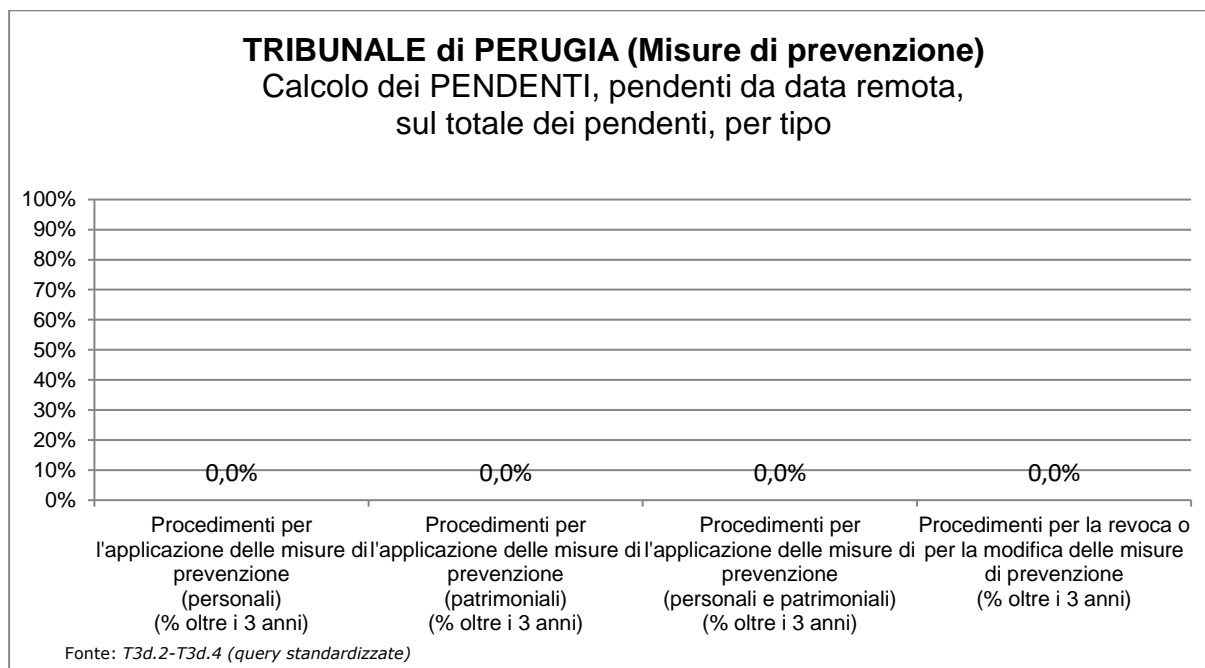 TRIBUNALE di PERUGIA (Misure di prevenzione)
Calcolo dei PENDENTI, pendenti da data remota,
sul totale dei pendenti, per tipo
100%
90%
80%
70%
60%
50%
40%
30%
20%
10%
0%
0,0%
0,0%
0,0%
0,0%
Procedimenti per
l'applicazione delle misure di
prevenzione
(personali)
(% oltre i 3 anni)
Procedimenti per
l'applicazione delle misure di
prevenzione
(patrimoniali)
(% oltre i 3 anni)
Procedimenti per
l'applicazione delle misure di
prevenzione
(personali e patrimoniali)
(% oltre i 3 anni)
Procedimenti per la revoca o
per la modifica delle misure
di prevenzione
(% oltre i 3 anni)
Fonte: T3d.2-T3d.4 (query standardizzate)